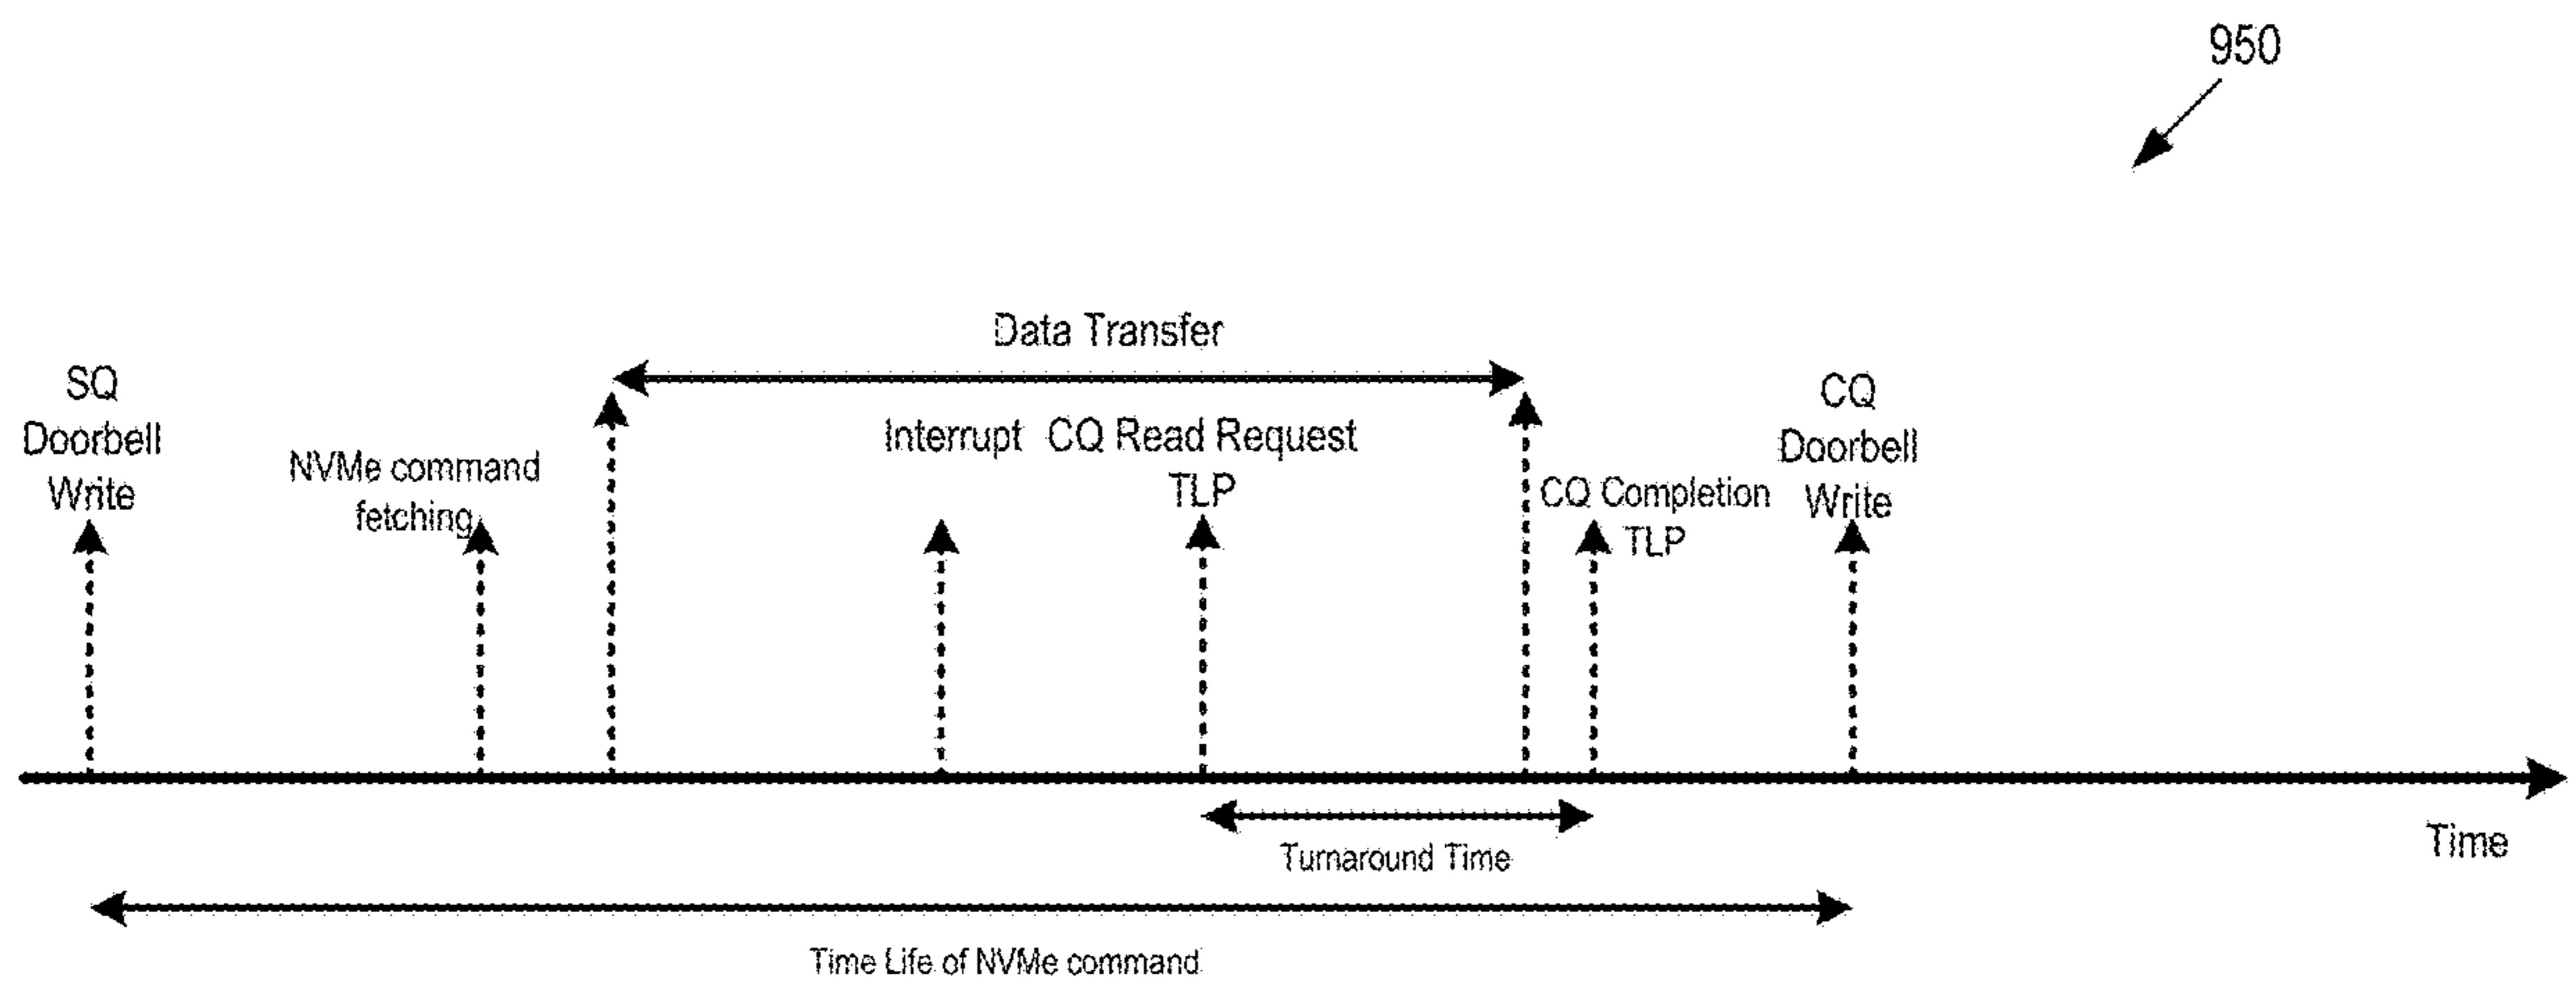 950
Data Transfer
SQ
Doorbell
Write
NVMe command
fetching
Interrupt
CQ Read Request
TLP
CQ Completion
TLP
CQ
Doorbell
Write
Time
Turnaround Time
Time Life of NVMe command